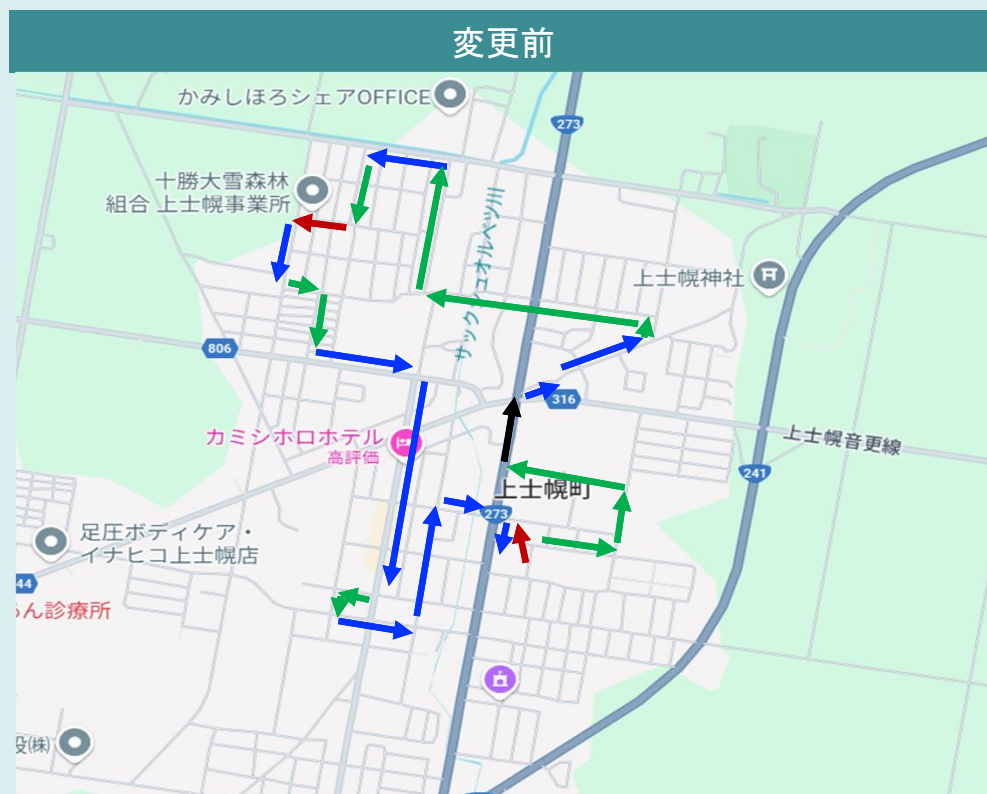 変更前
かみしほろシェアOFFICE
273
十勝大雪森林
組合 上士幌事業所
サックシュオルベツ川
上士幌神社
806
316
カミシホロホテル
高評価
上士幌音更線
241
上士幌町
273
足圧ボディケア・
イナヒコ上士幌店
44
ん診療所
设(株)